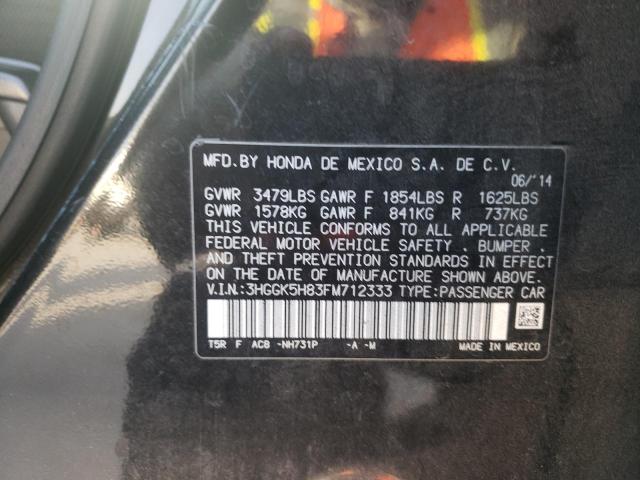 MFD.BY HONDA DE MEXICO S.A. DE C.V.
06/'14
GVWR 3479LBS GAWR F 1854LBS R 1625LBS
GVWR 1578KG GAWR F 841KG R 737KG
THIS VEHICLE CONFORMS TO ALL APPLICABLE
FEDERAL MOTOR VEHICLE SAFETY . BUMPER .
AND THEFT PREVENTION STANDARDS IN EFFECT
ON THE DATE OF MANUFACTURE SHOWN ABOVE.
V.I.N.:3HGGK5H83FM712333 TYPE:PASSENGER CAR
T5R F AC8 -NH731P -A -M MADE IN MEXICO